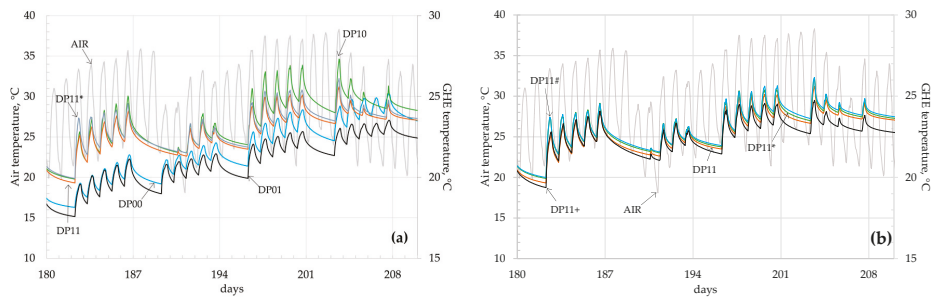 40
35
30
25
20
15
10
Air temperature, °C
30
25
20
15
GHE temperature, °C
180
187
194
201
208
days
AIR
DP11*
DP11
DP00
DP01
DP10
(a)
40
35
30
25
20
15
10
Air temperature, °C
30
25
20
15
GHE temperature, °C
180
187
194
201
208
days
DP11#
DP11+
AIR
DP11
DP11*
(b)